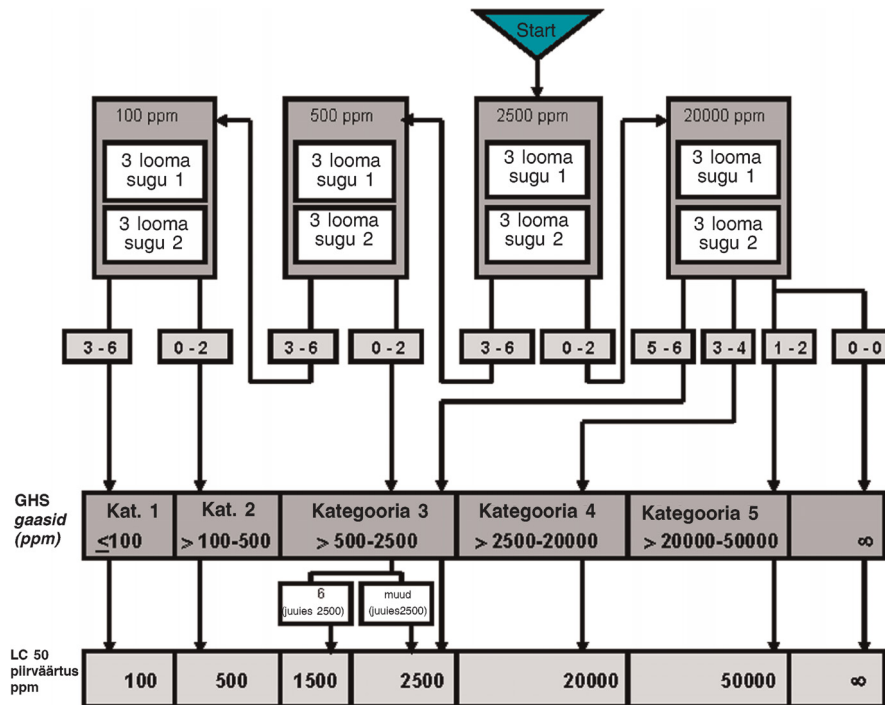 Start
100 ppm
500 ppm
2500 ppm
20000 ppm
3 looma
sugu 1
3 looma
sugu 1
3 looma
sugu 1
3 looma
sugu 1
3 looma
sugu 2
3 looma
sugu 2
3 looma
sugu 2
3 looma
sugu 2
3 - 6
0 - 2
3 - 6
0 - 2
3 - 6
0 - 2
5 - 6
3 - 4
1 - 2
0 - 0
GHS
gaasid
(ppm)
Kat. 1
≤100
Kat. 2
> 100-500
Kategooria 3
> 500-2500
Kategooria 4
> 2500-20000
Kategooria 5
> 20000-50000
∞
6
(juuies 2500)
muud
(juuies2500)
LC 50
piirväärtus
ppm
100
500
1500
2500
20000
50000
∞